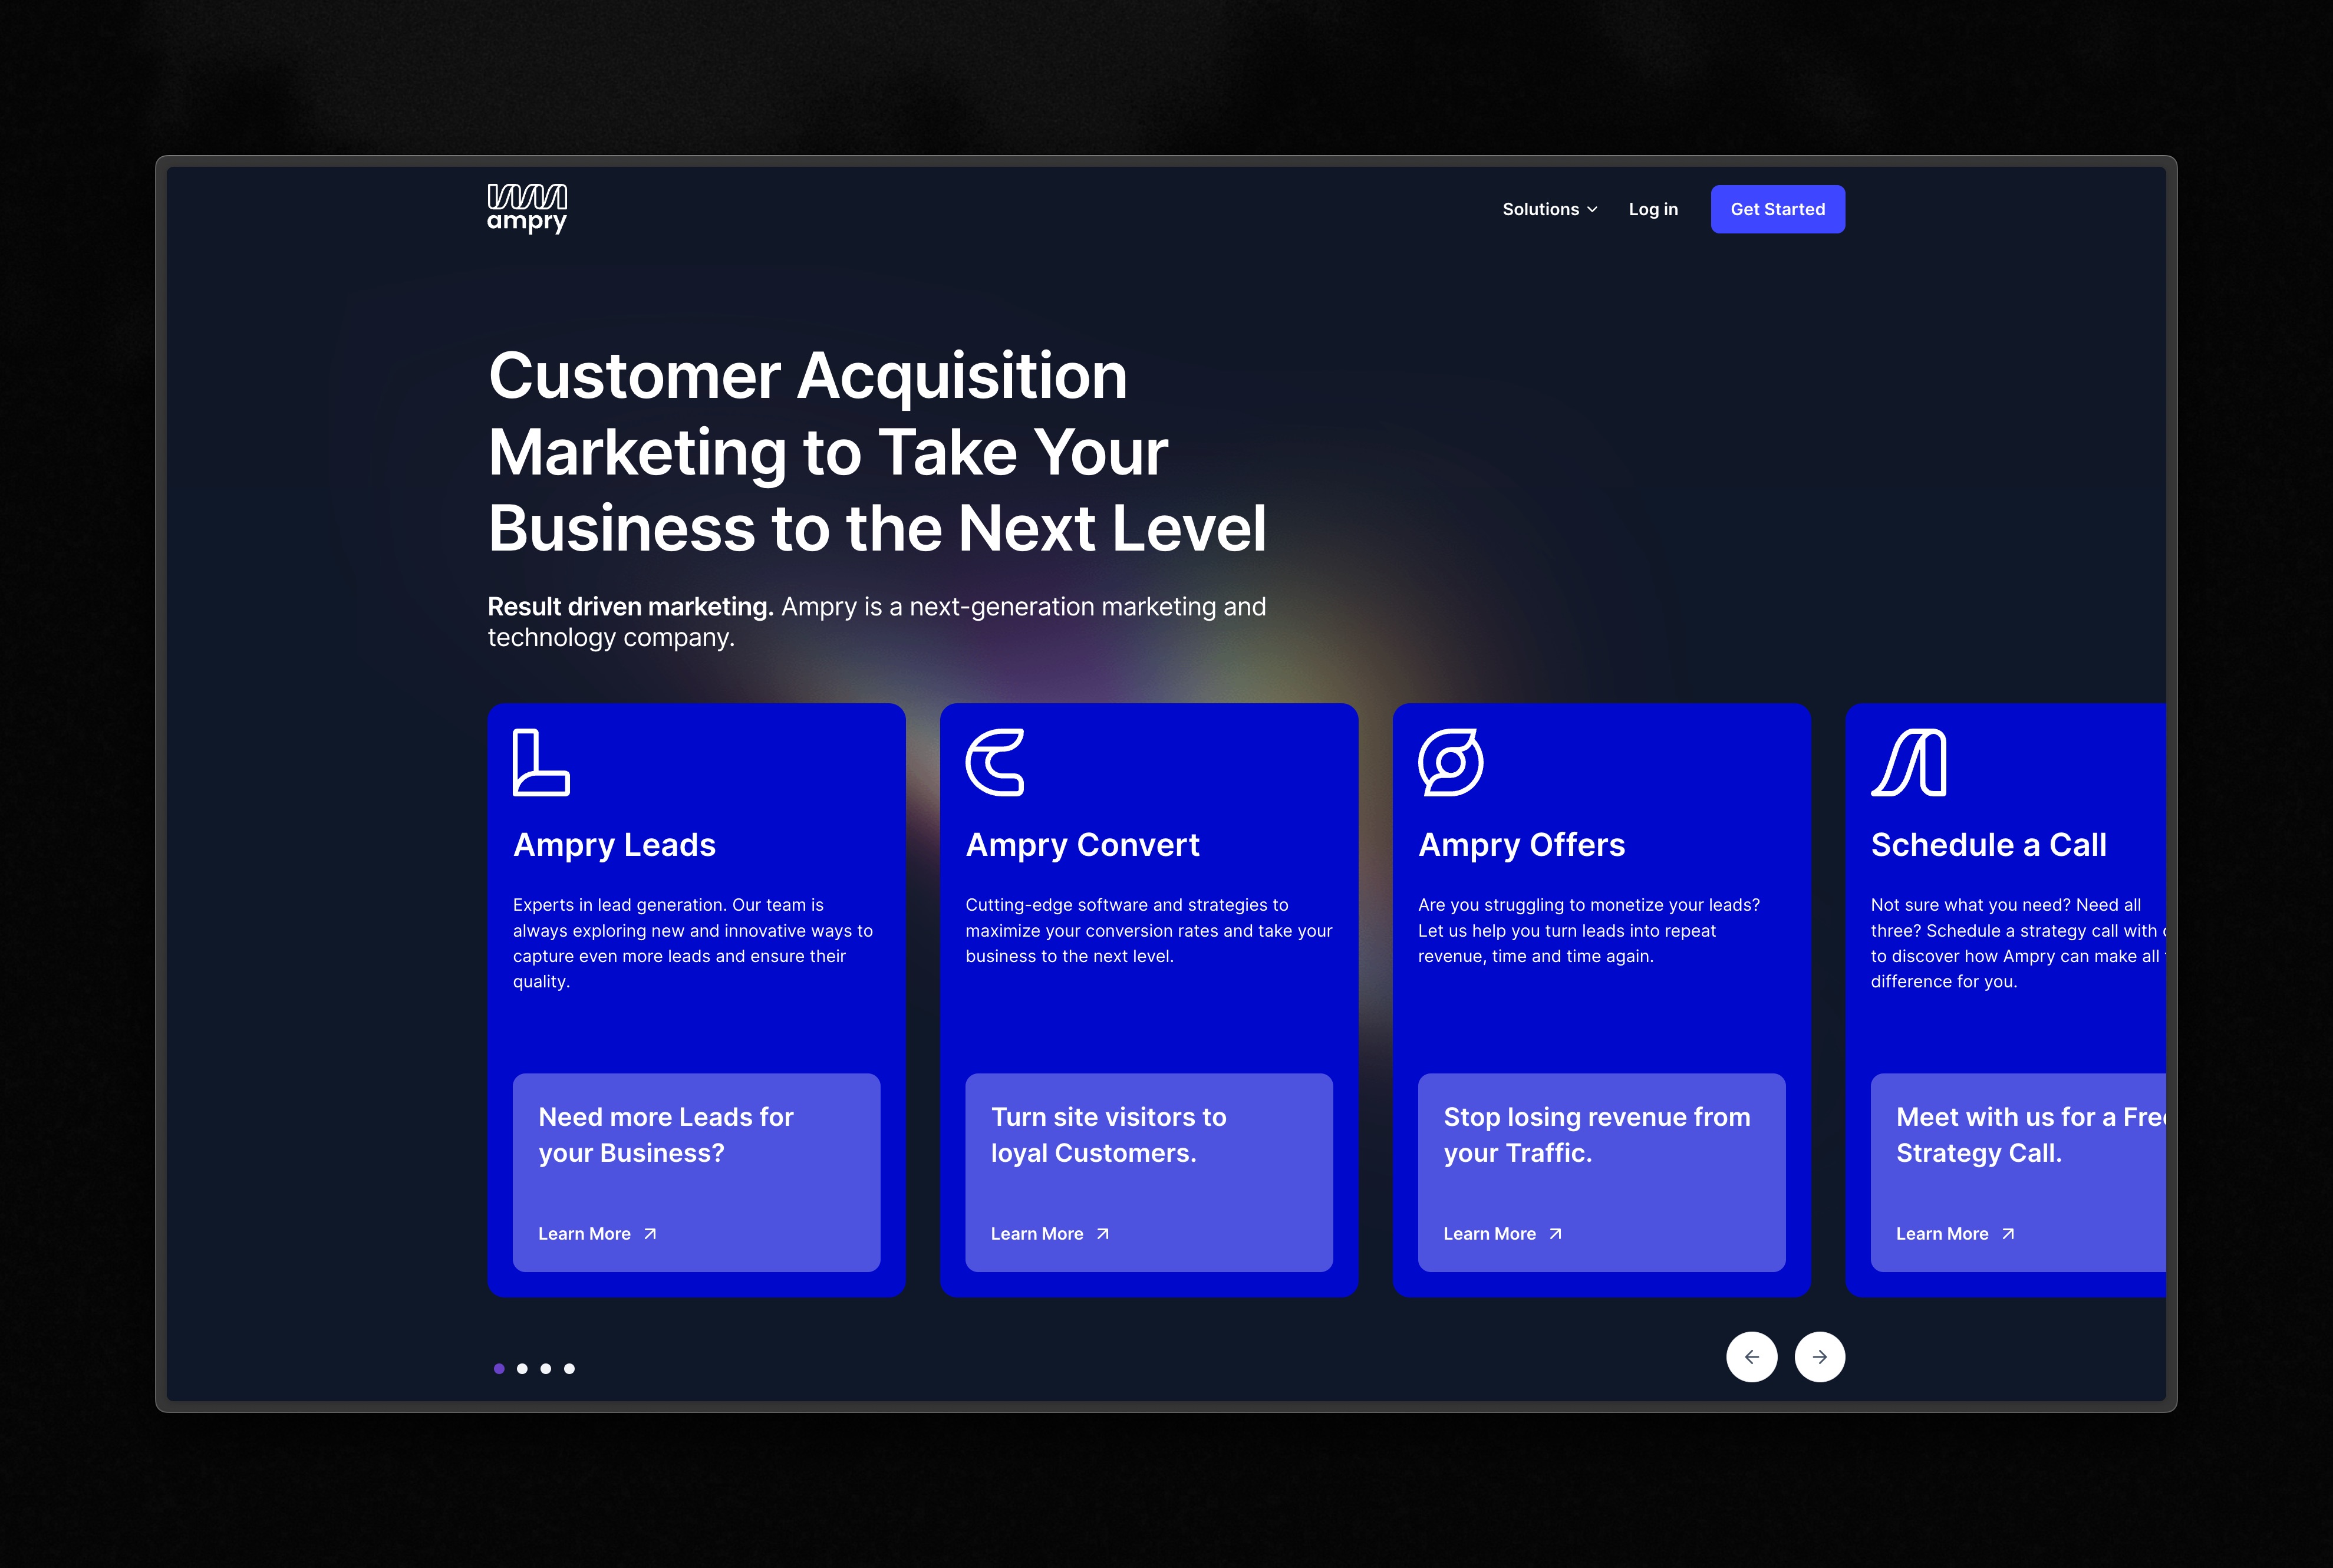 ampry
Solutions
Log in
Get Started
Customer Acquisition
Marketing to Take Your
Business to the Next Level
Result driven marketing. Ampry is a next-generation marketing and
technology company.
Ampry Leads
Experts in lead generation. Our team is
always exploring new and innovative ways to
capture even more leads and ensure their
quality.
Need more Leads for
your Business?
Learn More
Ampry Convert
Cutting-edge software and strategies to
maximize your conversion rates and take your
business to the next level.
Turn site visitors to
loyal Customers.
Learn More
Ampry Offers
Are you struggling to monetize your leads?
Let us help you turn leads into repeat
revenue, time and time again.
Stop losing revenue from
your Traffic.
Learn More
Schedule a Call
Not sure what you need? Need all
three? Schedule a strategy call with
to discover how Ampry can make all
difference for you.
Meet with us for a Free
Strategy Call.
Learn More